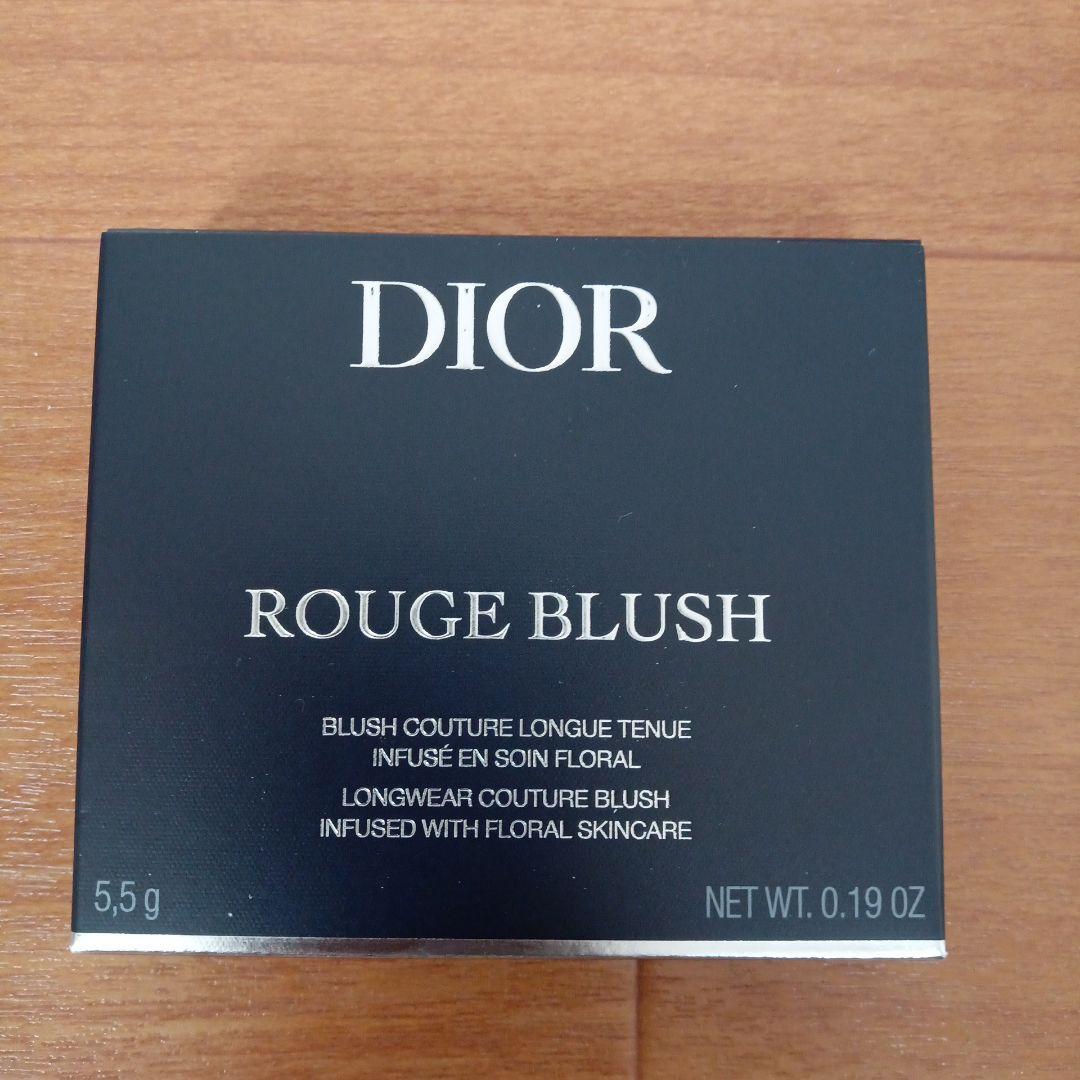 DIOR
ROUGE BLUSH
BLUSH COUTURE LONGUE TENUE
INFUSÉ EN SOIN FLORAL
LONGWEAR COUTURE BLUSH
INFUSED WITH FLORAL SKINCARE
5,5 g
NET WT. 0.19 OZ